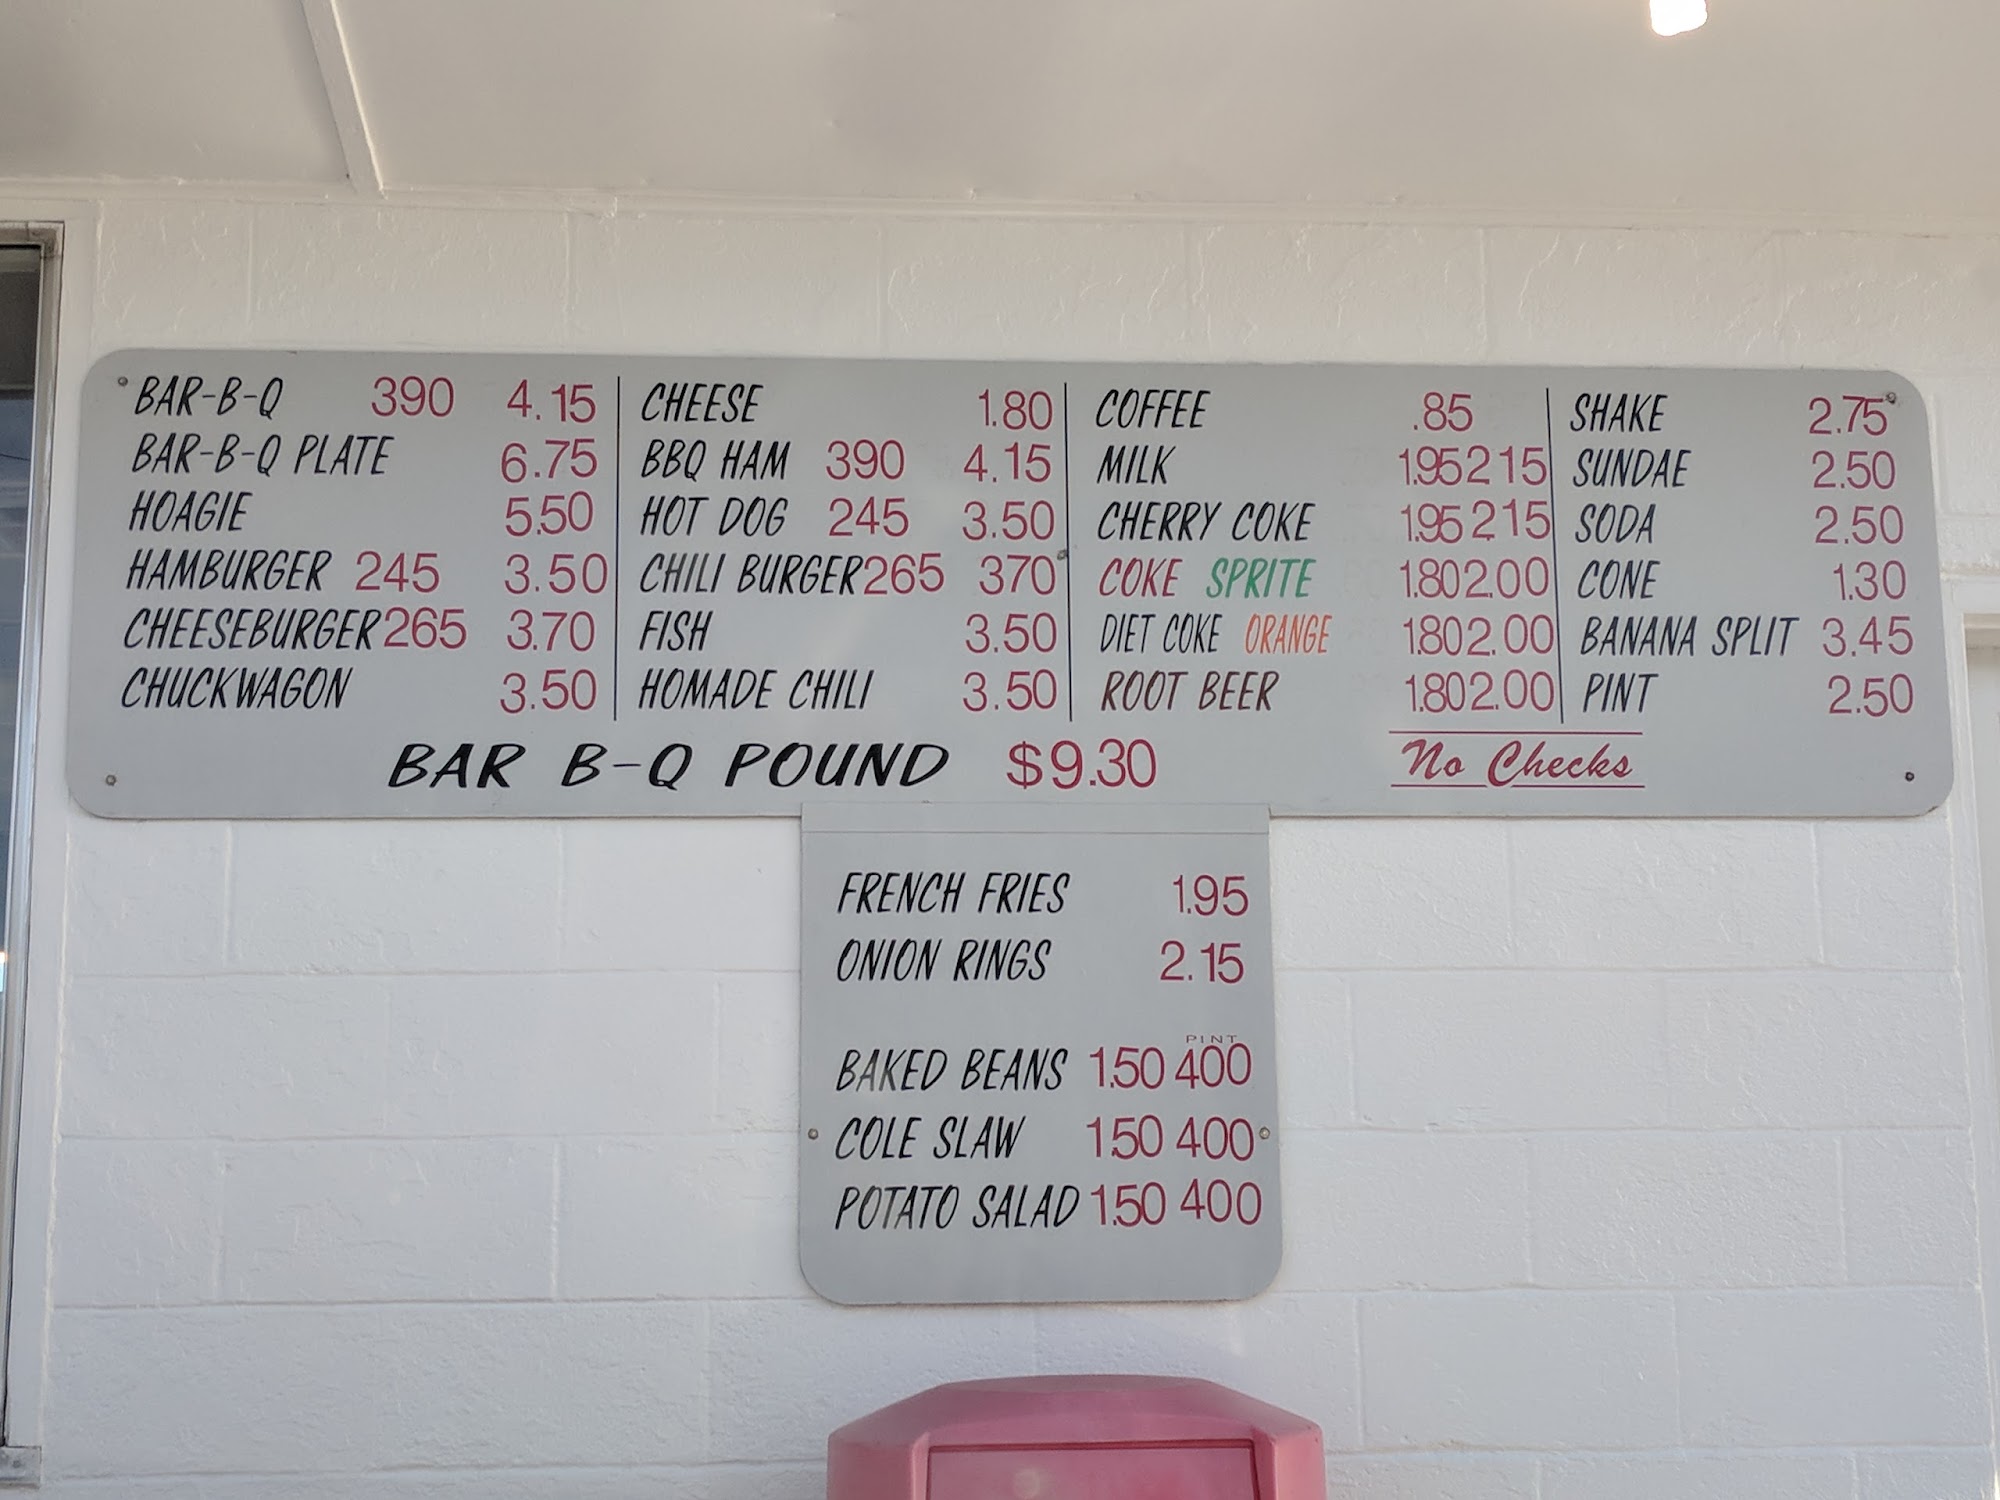 BAR-B-Q 390 4.15
BAR-B-Q PLATE 6.75
HOAGIE 5.50
HAMBURGER 245 3.50
CHEESEBURGER 265 3.70
CHUCKWAGON 3.50
CHEESE 1.80
BBQ HAM 390 4.15
HOT DOG 245 3.50
CHILI BURGER 265 370
FISH 3.50
HOMADE CHILI 3.50
COFFEE .85
MILK 1.95 2 15
CHERRY COKE 1.95 2.15
COKE SPRITE 1.80 2.00
DIET COKE ORANGE 1.80 2.00
ROOT BEER 1.80 2.00
SHAKE 2.75
SUNDAE 2.50
SODA 2.50
CONE 1.30
BANANA SPLIT 3.45
PINT 2.50
BAR B-Q POUND $9.30
No Checks
FRENCH FRIES 1.95
ONION RINGS 2.15
PINT
BAKED BEANS 1.50 400
COLE SLAW 1.50 400
POTATO SALAD 1.50 400